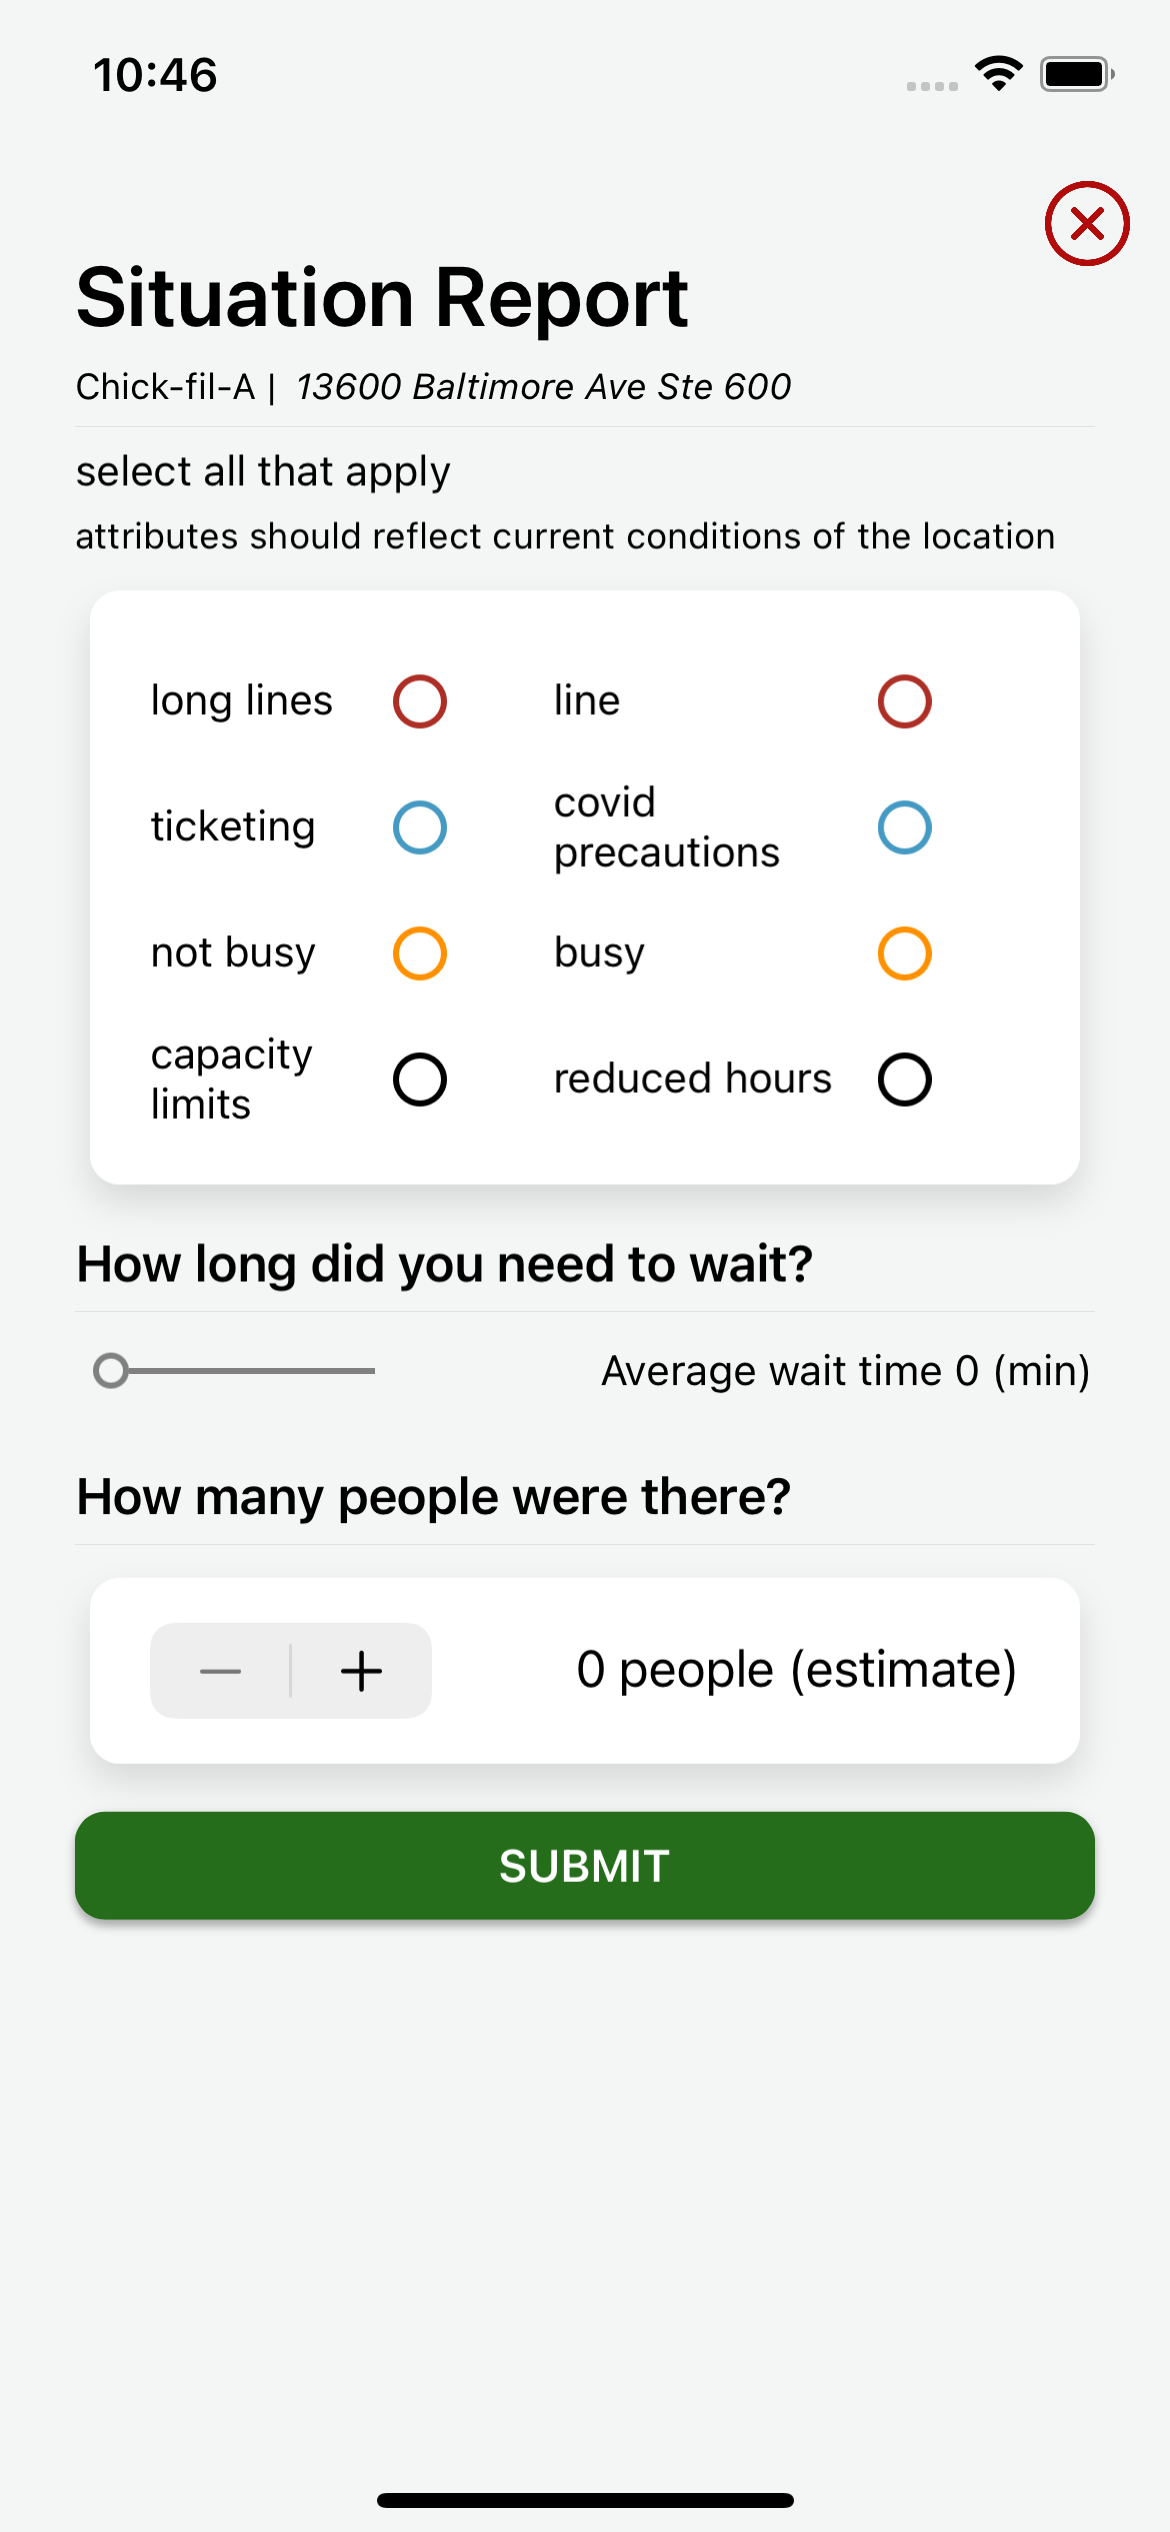 10:46
Situation Report
Chick-fil-A | 13600 Baltimore Ave Ste 600
select all that apply
attributes should reflect current conditions of the location
long lines
line
ticketing
covid
precautions
not busy
busy
capacity
limits
reduced hours
How long did you need to wait?
Average wait time 0 (min)
How many people were there?
0 people (estimate)
SUBMIT